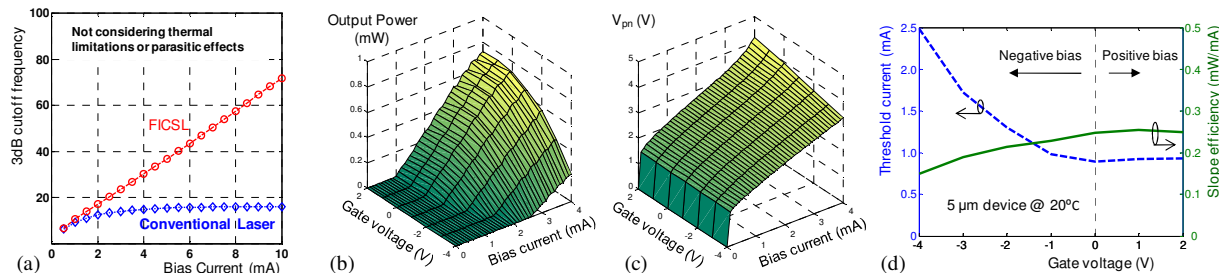 100
80
60
40
20
3dB cutoff frequency
Not considering thermal
limitations or parasitic effects
FICSL
Conventional Laser
0.0 2.0 4.0 6.0 8.0 10.0
Bias Current (mA)
(a)
Output Power
(mW)
1
0.8
0.6
0.4
0.2
0
2
0
-2
-4
0
1
2
3
4
Gate voltage (V)
Bias current (mA)
(b)
Vpn (V)
5
4
3
2
1
0
2
0
-2
-4
0
1
2
3
4
Gate voltage (V)
Bias current (mA)
(c)
2.5
2.0
1.5
1.0
0.5
0
Threshold current (mA)
Negative bias
Positive bias
5 μm device @ 20ºC
-4 -3 -2 -1 0 1 2
Gate voltage (V)
0.5
0.4
0.3
0.2
0.1
0
Slope efficiency (mW/mA)
(d)